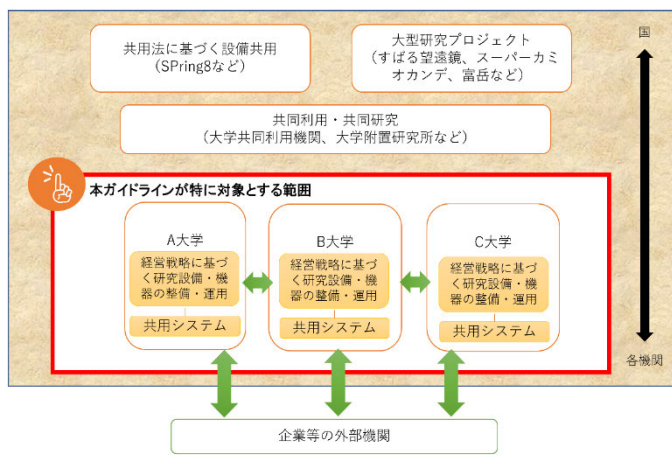 共用法に基づく設備共用
(SPring8など)
大型研究プロジェクト
(すばる望遠鏡、スーパーカミ
オカンデ、富岳など)
国
共同利用・共同研究
(大学共同利用機関、大学附置研究所など)
本ガイドラインが特に対象とする範囲
A大学
経営戦略に基づ
く研究設備・機
器の整備・運用
共用システム
B大学
経営戦略に基づ
く研究設備・機
器の整備・運用
共用システム
C大学
経営戦略に基づ
く研究設備・機
器の整備・運用
共用システム
各機関
企業等の外部機関